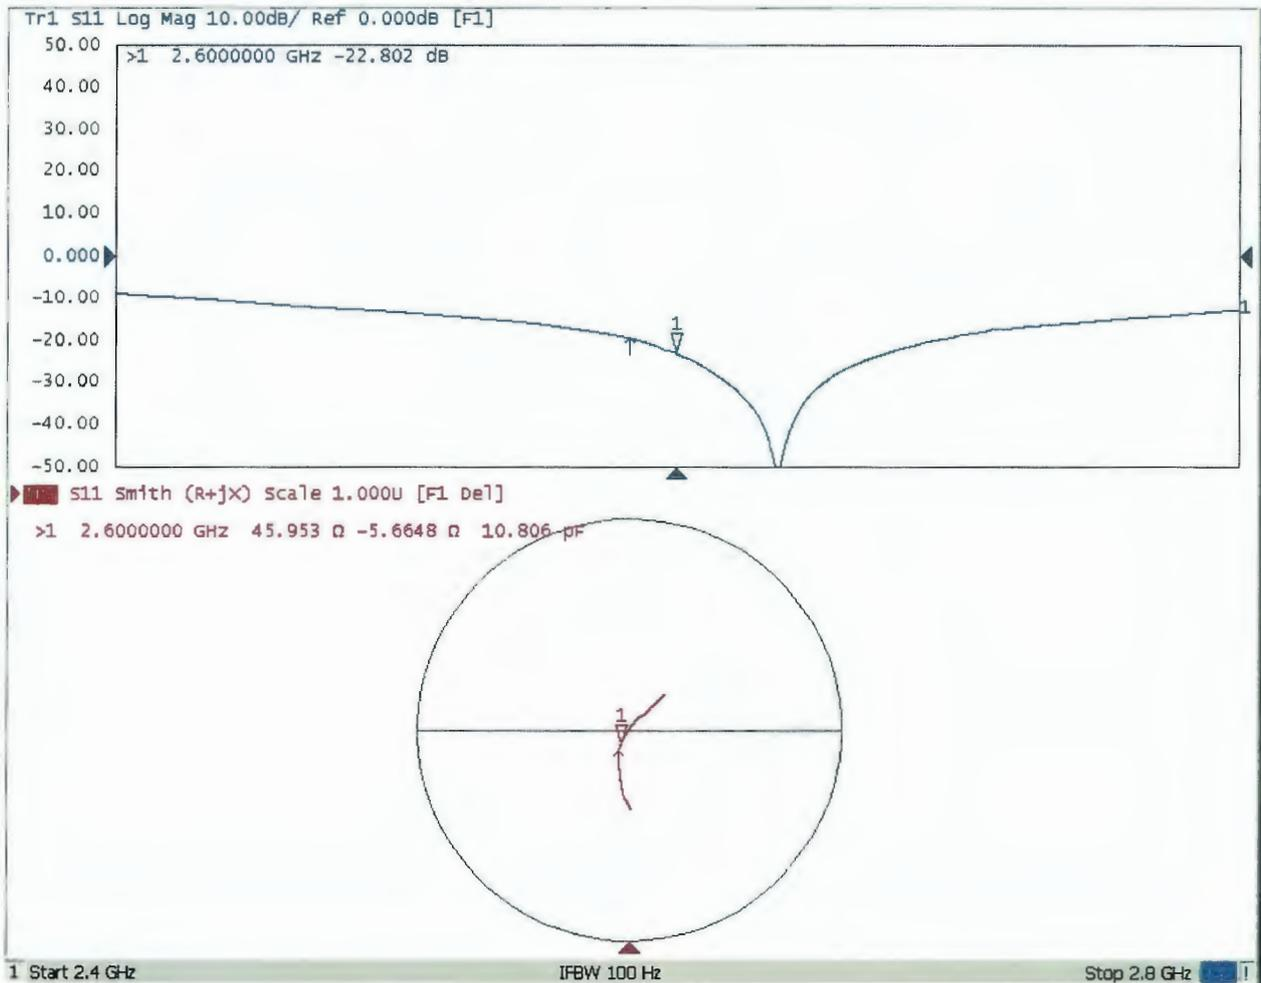 Tr1 S11 Log Mag 10.00dB/ Ref 0.000dB [F1]
50.00
>1 2.6000000 GHz -22.802 dB
40.00
30.00
20.00
10.00
0.000
-10.00
1
1
-20.00
-30.00
-40.00
-50.00
S11 Smith (R+jX) Scale 1.000U [F1 Del]
>1 2.6000000 GHz 45.953 Ω -5.6648 Ω 10.806 pF
1
1 Start 2.4 GHz IFBW 100 Hz Stop 2.8 GHz !